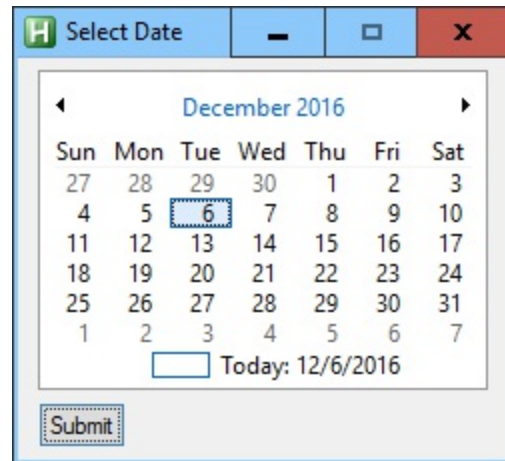 H Select Date
December 2016
Sun Mon Tue Wed Thu Fri Sat
27 28 29 30 1 2 3
4 5 6 7 8 9 10
11 12 13 14 15 16 17
18 19 20 21 22 23 24
25 26 27 28 29 30 31
1 2 3 4 5 6 7
Today: 12/6/2016
Submit